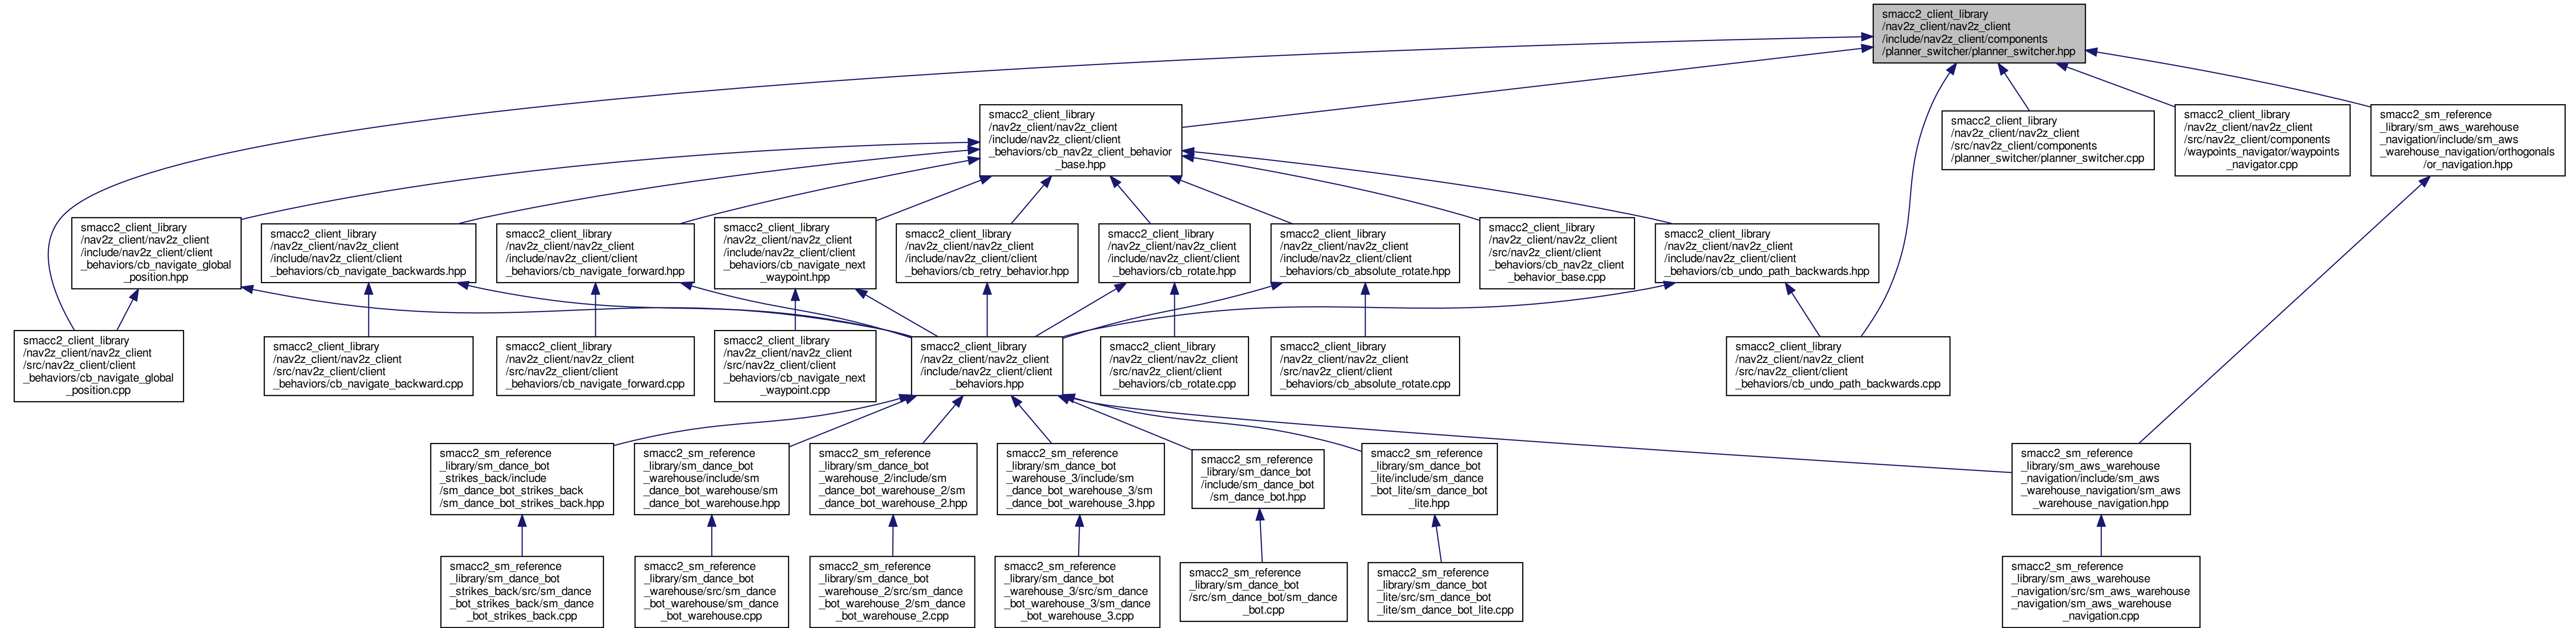 smacc2_client_library
/nav2z_client/nav2z_client
/include/nav2z_client/components
/planner_switcher/planner_switcher.hpp
smacc2_client_library
/nav2z_client/nav2z_client
/include/nav2z_client/client
_behaviors/cb_nav2z_client_behavior
_base.hpp
smacc2_client_library
/nav2z_client/nav2z_client
/src/nav2z_client/components
/planner_switcher/planner_switcher.cpp
smacc2_client_library
/nav2z_client/nav2z_client
/src/nav2z_client/components
/waypoints_navigator/waypoints
_navigator.cpp
smacc2_sm_reference
_library/sm_aws_warehouse
_navigation/include/sm_aws
_warehouse_navigation/orthogonals
/or_navigation.hpp
smacc2_client_library
/nav2z_client/nav2z_client
/include/nav2z_client/client
_behaviors/cb_navigate_global
_position.hpp
smacc2_client_library
/nav2z_client/nav2z_client
/include/nav2z_client/client
_behaviors/cb_navigate_backwards.hpp
smacc2_client_library
/nav2z_client/nav2z_client
/include/nav2z_client/client
_behaviors/cb_navigate_forward.hpp
smacc2_client_library
/nav2z_client/nav2z_client
/include/nav2z_client/client
_behaviors/cb_navigate_next
_waypoint.hpp
smacc2_client_library
/nav2z_client/nav2z_client
/include/nav2z_client/client
_behaviors/cb_retry_behavior.hpp
smacc2_client_library
/nav2z_client/nav2z_client
/include/nav2z_client/client
_behaviors/cb_rotate.hpp
smacc2_client_library
/nav2z_client/nav2z_client
/include/nav2z_client/client
_behaviors/cb_absolute_rotate.hpp
smacc2_client_library
/nav2z_client/nav2z_client
/src/nav2z_client/client
_behaviors/cb_nav2z_client
_behavior_base.cpp
smacc2_client_library
/nav2z_client/nav2z_client
/include/nav2z_client/client
_behaviors/cb_undo_path_backwards.hpp
smacc2_client_library
/nav2z_client/nav2z_client
/src/nav2z_client/client
_behaviors/cb_navigate_global
_position.cpp
smacc2_client_library
/nav2z_client/nav2z_client
/src/nav2z_client/client
_behaviors/cb_navigate_backward.cpp
smacc2_client_library
/nav2z_client/nav2z_client
/src/nav2z_client/client
_behaviors/cb_navigate_forward.cpp
smacc2_client_library
/nav2z_client/nav2z_client
/src/nav2z_client/client
_behaviors/cb_navigate_next
_waypoint.cpp
smacc2_client_library
/nav2z_client/nav2z_client
/include/nav2z_client/client
_behaviors.hpp
smacc2_client_library
/nav2z_client/nav2z_client
/src/nav2z_client/client
_behaviors/cb_rotate.cpp
smacc2_client_library
/nav2z_client/nav2z_client
/src/nav2z_client/client
_behaviors/cb_absolute_rotate.cpp
smacc2_client_library
/nav2z_client/nav2z_client
/src/nav2z_client/client
_behaviors/cb_undo_path_backwards.cpp
smacc2_sm_reference
_library/sm_dance_bot
_strikes_back/include
/sm_dance_bot_strikes_back
/sm_dance_bot_strikes_back.hpp
smacc2_sm_reference
_library/sm_dance_bot
_warehouse/include/sm
_dance_bot_warehouse/sm
_dance_bot_warehouse.hpp
smacc2_sm_reference
_library/sm_dance_bot
_warehouse_2/include/sm
_dance_bot_warehouse_2/sm
_dance_bot_warehouse_2.hpp
smacc2_sm_reference
_library/sm_dance_bot
_warehouse_3/include/sm
_dance_bot_warehouse_3/sm
_dance_bot_warehouse_3.hpp
smacc2_sm_reference
_library/sm_dance_bot
/include/sm_dance_bot
/sm_dance_bot.hpp
smacc2_sm_reference
_library/sm_dance_bot
_lite/include/sm_dance
_bot_lite/sm_dance_bot
_lite.hpp
smacc2_sm_reference
_library/sm_aws_warehouse
_navigation/include/sm_aws
_warehouse_navigation/sm_aws
_warehouse_navigation.hpp
smacc2_sm_reference
_library/sm_dance_bot
_strikes_back/src/sm_dance
_bot_strikes_back/sm_dance
_bot_strikes_back.cpp
smacc2_sm_reference
_library/sm_dance_bot
_warehouse/src/sm_dance
_bot_warehouse/sm_dance
_bot_warehouse.cpp
smacc2_sm_reference
_library/sm_dance_bot
_warehouse_2/src/sm_dance
_bot_warehouse_2/sm_dance
_bot_warehouse_2.cpp
smacc2_sm_reference
_library/sm_dance_bot
_warehouse_3/src/sm_dance
_bot_warehouse_3/sm_dance
_bot_warehouse_3.cpp
smacc2_sm_reference
_library/sm_dance_bot
/src/sm_dance_bot/sm_dance
_bot.cpp
smacc2_sm_reference
_library/sm_dance_bot
_lite/src/sm_dance_bot
_lite/sm_dance_bot_lite.cpp
smacc2_sm_reference
_library/sm_aws_warehouse
_navigation/src/sm_aws_warehouse
_navigation/sm_aws_warehouse
_navigation.cpp